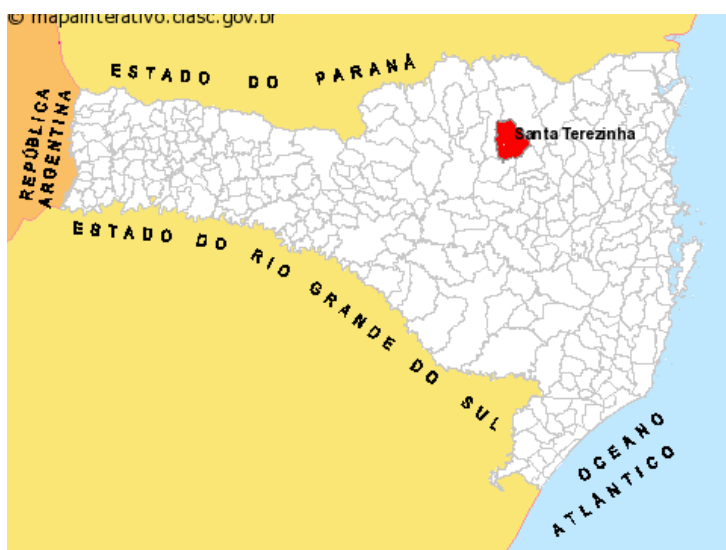 © mapainterativo.ciasc.gov.br
ESTADO DO PARANÁ
REPÚBLICA
ARGENTINA
Santa Terezinha
ESTADO DO RIO GRANDE DO SUL
OCEANO
ATLÂNTICO